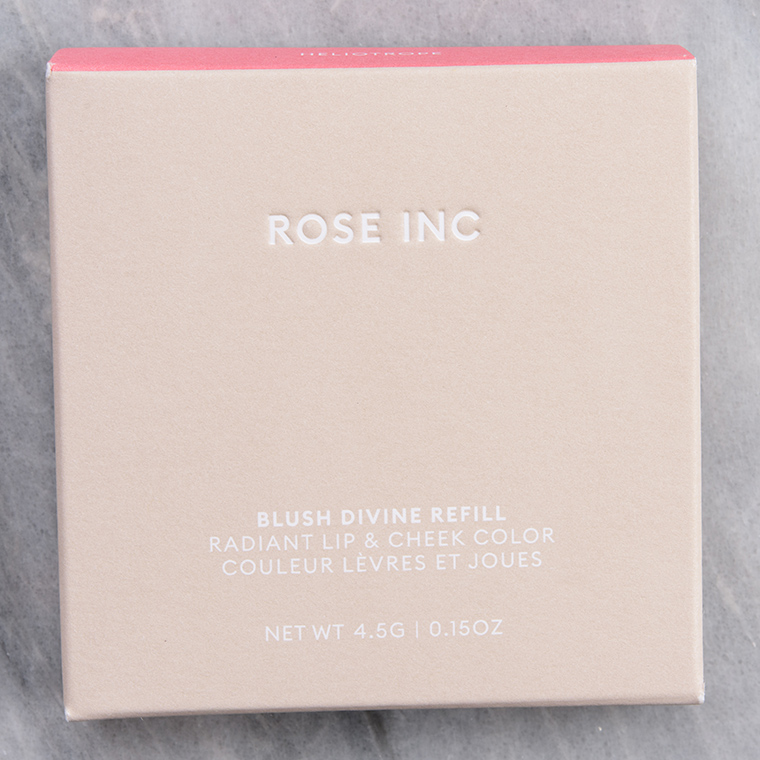 HELIOTROPE
ROSE INC
BLUSH DIVINE REFILL
RADIANT LIP & CHEEK COLOR
COULEUR LÈVRES ET JOUES
NET WT 4.5G | 0.15OZ